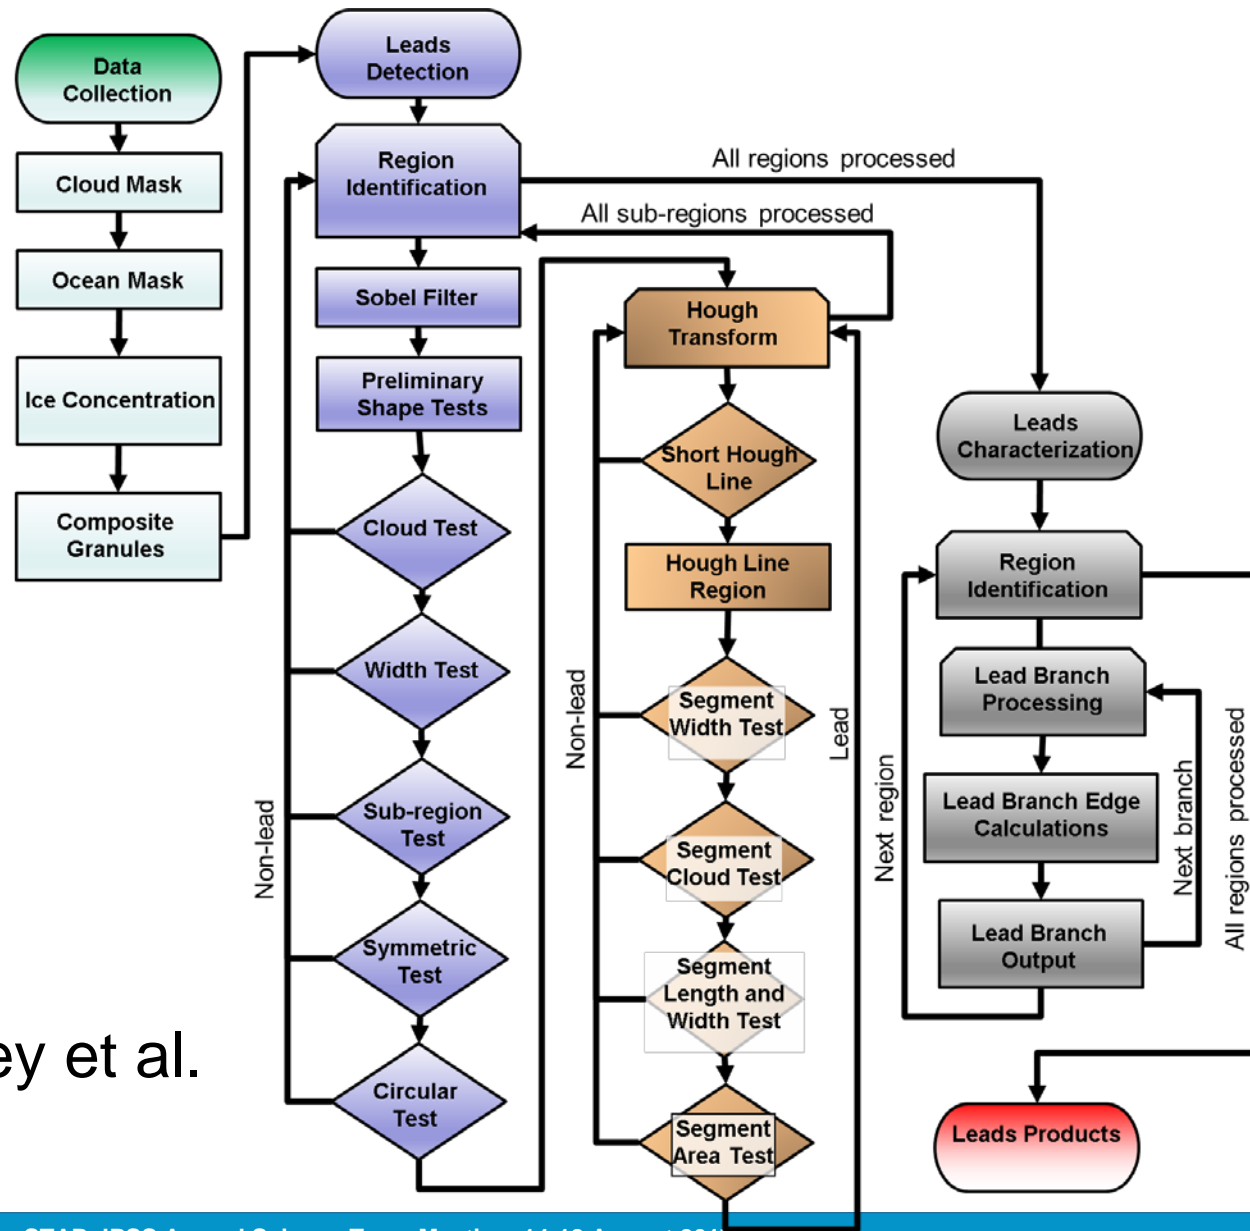 Data
Collection
Cloud Mask
Ocean Mask
Ice Concentration
Composite
Granules
Leads
Detection
Region
Identification
Sobel Filter
Preliminary
Shape Tests
Cloud Test
Width Test
Sub-region
Test
Symmetric
Test
Circular
Test
Non-lead
All regions processed
All sub-regions processed
Hough
Transform
Short Hough
Line
Hough Line
Region
Segment
Width Test
Segment
Cloud Test
Segment
Length and
Width Test
Segment
Area Test
Non-lead
Lead
Leads
Characterization
Region
Identification
Lead Branch
Processing
Lead Branch Edge
Calculations
Lead Branch
Output
Next region
Next branch
All regions processed
Leads Products
et al.